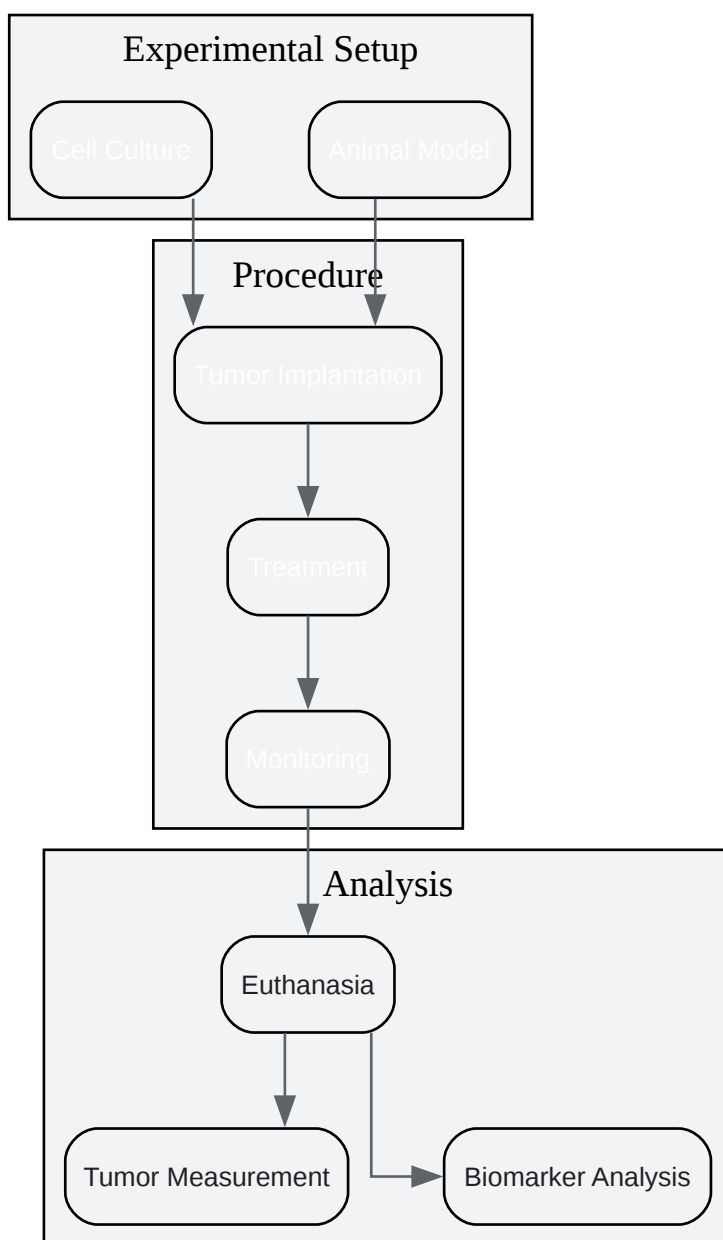 Experimental Setup
Cell Culture
Animal Model
Procedure
Tumor Implantation
Treatment
Monitoring
Analysis
Euthanasia
Tumor Measurement
Biomarker Analysis